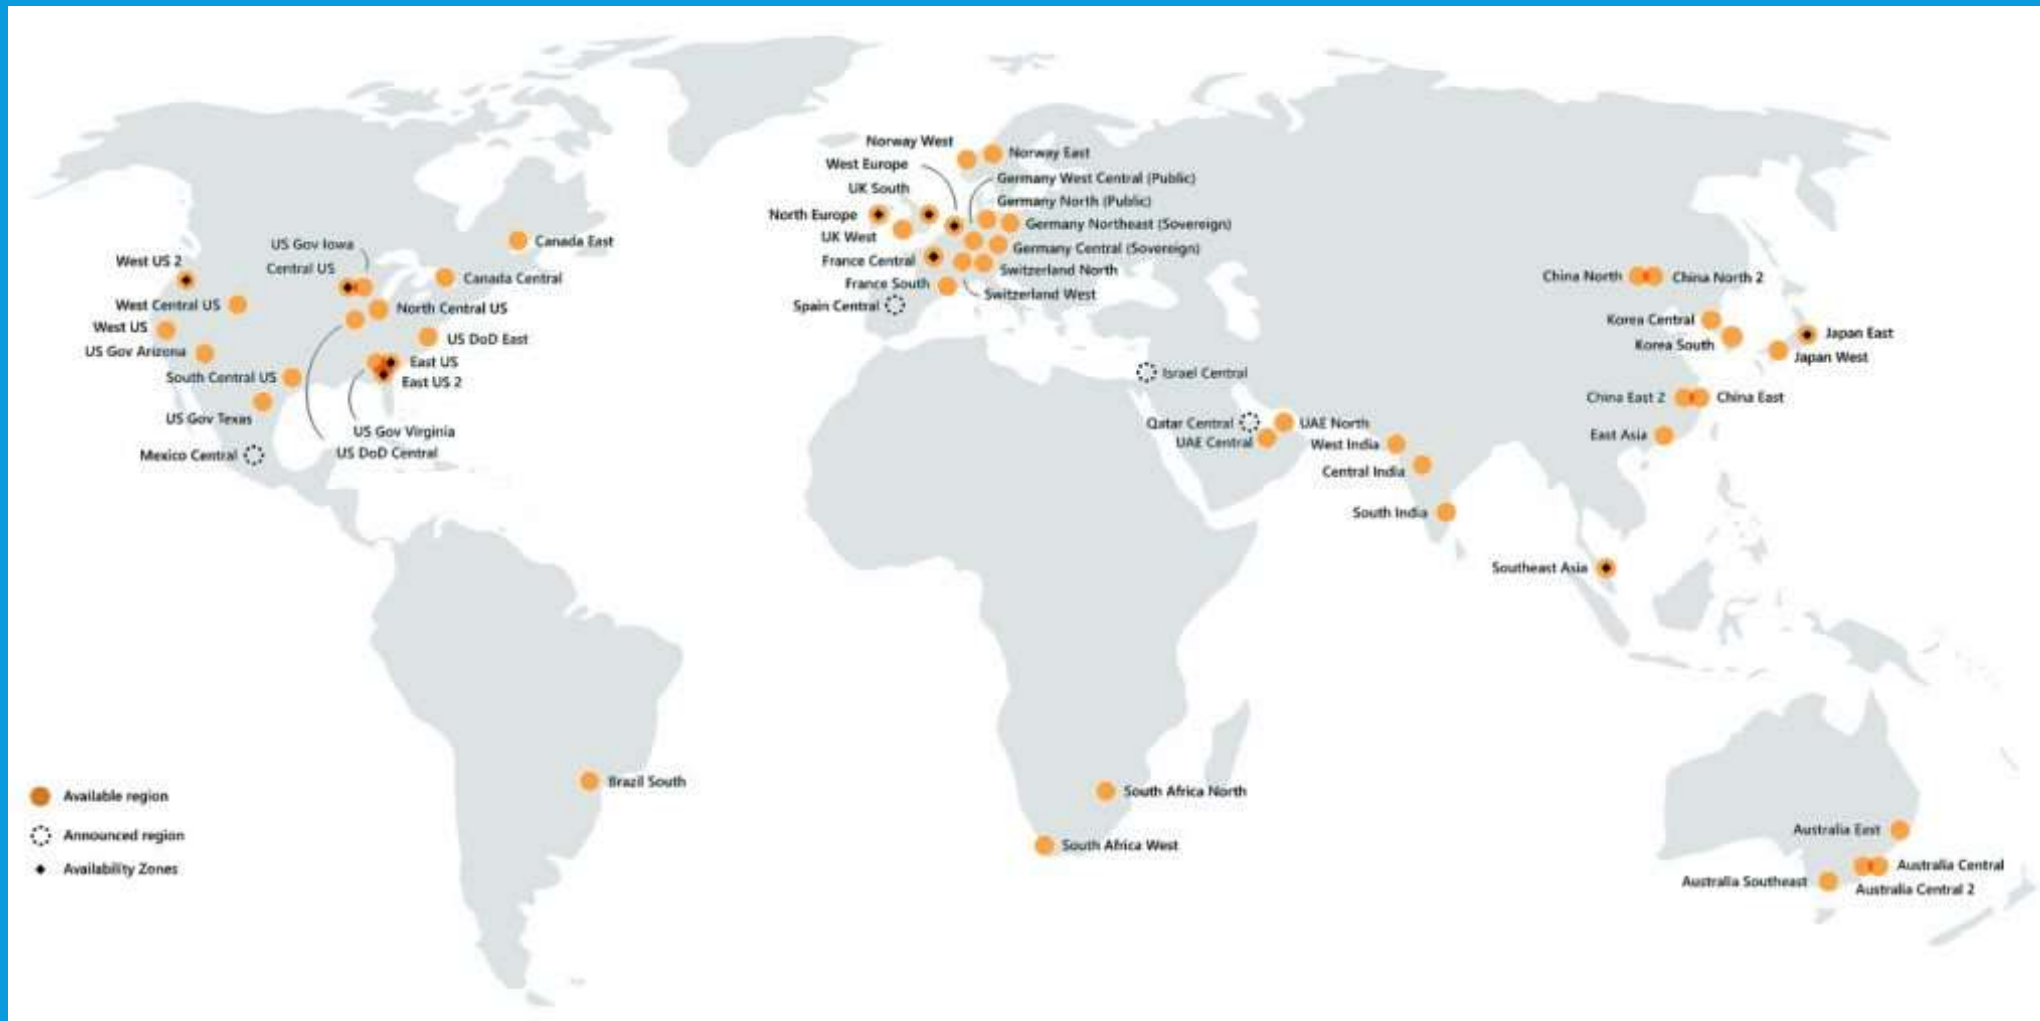 Norway West
Norway East
West Europe
Germany West Central (Public)
UK South
Germany North (Public)
North Europe
Germany Northeast (Sovereign)
UK West
Germany Central (Sovereign)
France Central
Switzerland North
France South
Switzerland West
Spain Central
Canada East
US Gov Iowa
West US 2
Central US
Canada Central
West Central US
North Central US
West US
US DoD East
US Gov Arizona
East US
South Central US
East US 2
US Gov Texas
US Gov Virginia
Mexico Central
US DoD Central
China North
China North 2
Korea Central
Japan East
Korea South
Japan West
Israel Central
China East 2
China East
Qatar Central
UAE North
UAE Central
West India
East Asia
Central India
South India
Southeast Asia
Brazil South
South Africa North
South Africa West
Australia East
Australia Central
Australia Southeast
Australia Central 2
Available region
Announced region
Availability Zones